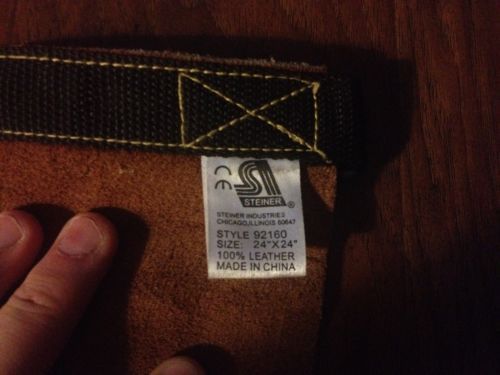 CE
STEINER®
STEINER INDUSTRIES
CHICAGO, ILLINOIS 60647
STYLE 92160
SIZE: 24"X24"
100% LEATHER
MADE IN CHINA